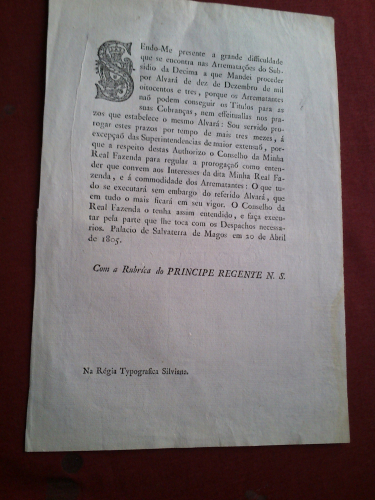 SEndo-Me presente a grande difficuldade
que se encontra nas Arrematações do Sub-
sidio da Decima a que Mandei proceder
por Alvará de dez de Dezembro de mil
oitocentos e tres, porque os Arrematantes
naõ podem conseguir os Titulos para as
suas Cobranças, nem effeituallas nos pra-
zos que estabelece o mesmo Alvará: Sou servido pro-
rogar estes prazos por tempo de mais tres mezes, á
excepçaõ das Superintendencias de maior extensaõ, por-
que a respeito destas Authorizo o Conselho da Minha
Real Fazenda para regular a prorogaçaõ como enten-
der que convem aos Interesses da dita Minha Real Fa-
zenda, e á commodidade dos Arrematantes: O que tu-
do se executará sem embargo do referido Alvará, que
em tudo o mais ficará em seu vigor. O Conselho da
Real Fazenda o tenha assim entendido, e faça execu-
tar pela parte que lhe toca com os Despachos necessa-
rios. Palacio de Salvaterra de Magos em 20 de Abril
de 1805.
Com a Rubrica do PRINCIPE REGENTE N. S.
Na Régia Typografica Silviana.